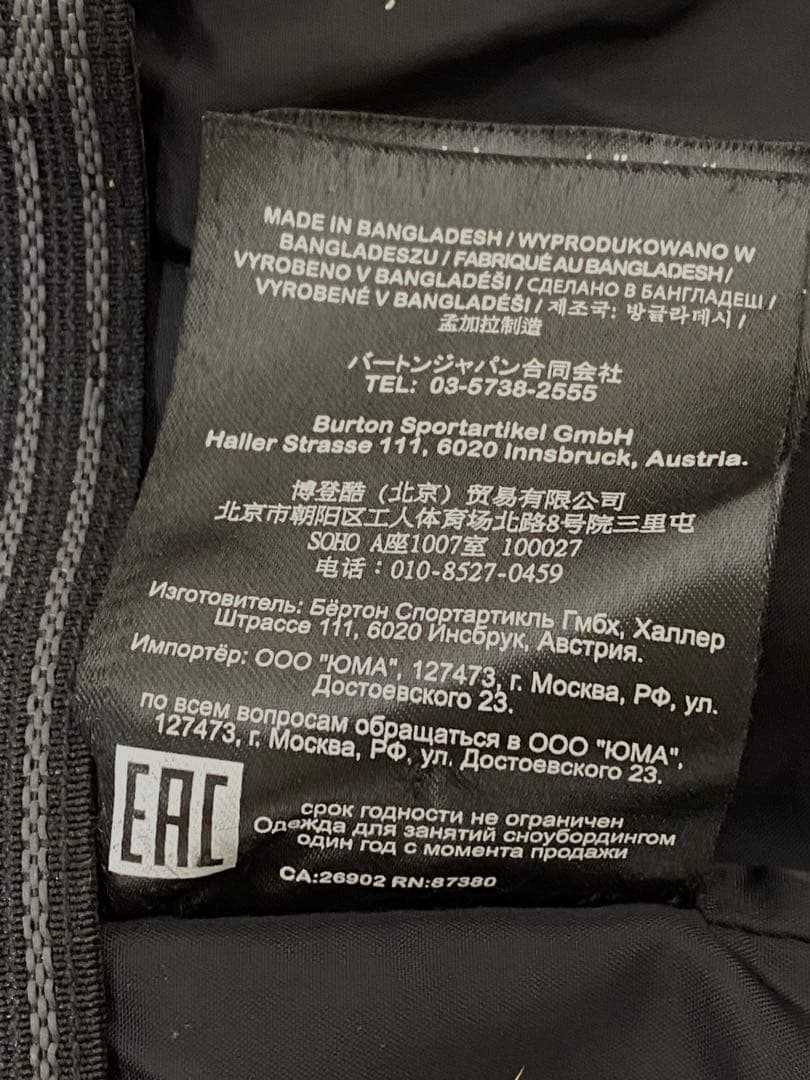 MADE IN BANGLADESH / WYPRODUKOWANO W
BANGLADESZU / FABRIQUÉ AU BANGLADESH /
VYROBENO V BANGLADÉŠI / СДЕЛАНО В БАНГЛАДЕШ /
VYROBENÉ V BANGLADÉŠI / 제조국: 방글라데시 /
孟加拉制造
バートンジャパン合同会社
TEL: 03-5738-2555
Burton Sportartikel GmbH
Haller Strasse 111, 6020 Innsbruck, Austria.
博登酷（北京）贸易有限公司
北京市朝阳区工人体育场北路8号院三里屯
SOHO A座1007室 100027
电话：010-8527-0459
Изготовитель: Бёртон Спортартикль Гмбх, Халлер
Штрассе 111, 6020 Инсбрук, Австрия.
Импортёр: ООО "ЮМА", 127473, г. Москва, РФ, ул.
Достоевского 23.
по всем вопросам обращаться в ООО "ЮМА",
127473, г. Москва, РФ, ул. Достоевского 23.
EAC
срок годности не ограничен
Одежда для занятий сноубордингом
один год с момента продажи
CA:26902 RN:87380